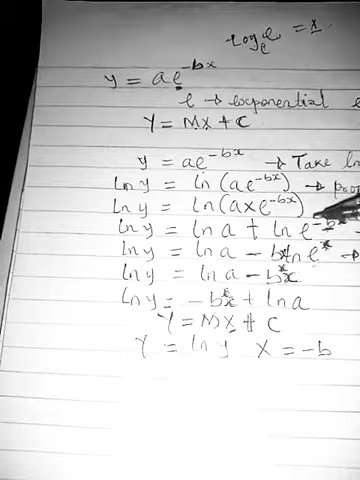 log_e e = x
y = ae^-bx
e → exponential
Y = MX + C
y = ae^-bx → Take ln
ln y = ln (ae^-bx) →
ln y = ln (a x e^-bx)
ln y = ln a + ln e^-bx
ln y = ln a - bx ln e →
ln y = ln a - bx
ln y = -bx + ln a
Y = MX + C
Y = ln y X = -b